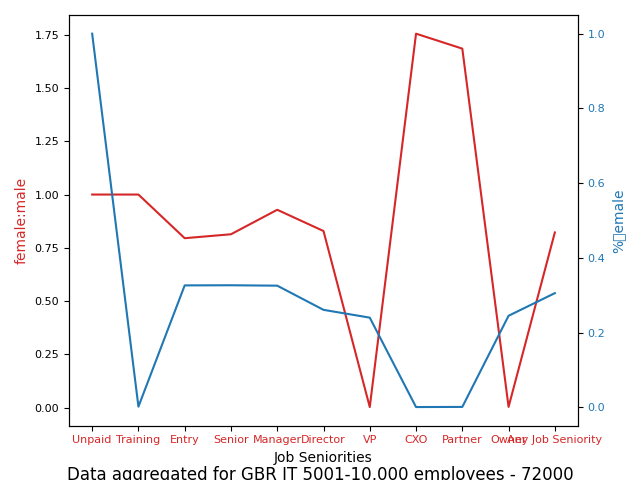 1.75
1.50
1.25
1.00
0.75
0.50
0.25
0.00
female:male
1.0
0.8
0.6
0.4
0.2
0.0
%▯emale
Unpaid Training Entry Senior Manager Director VP CXO Partner Owner Any Job Seniority
Job Seniorities
Data aggregated for GBR IT 5001-10,000 employees - 72000